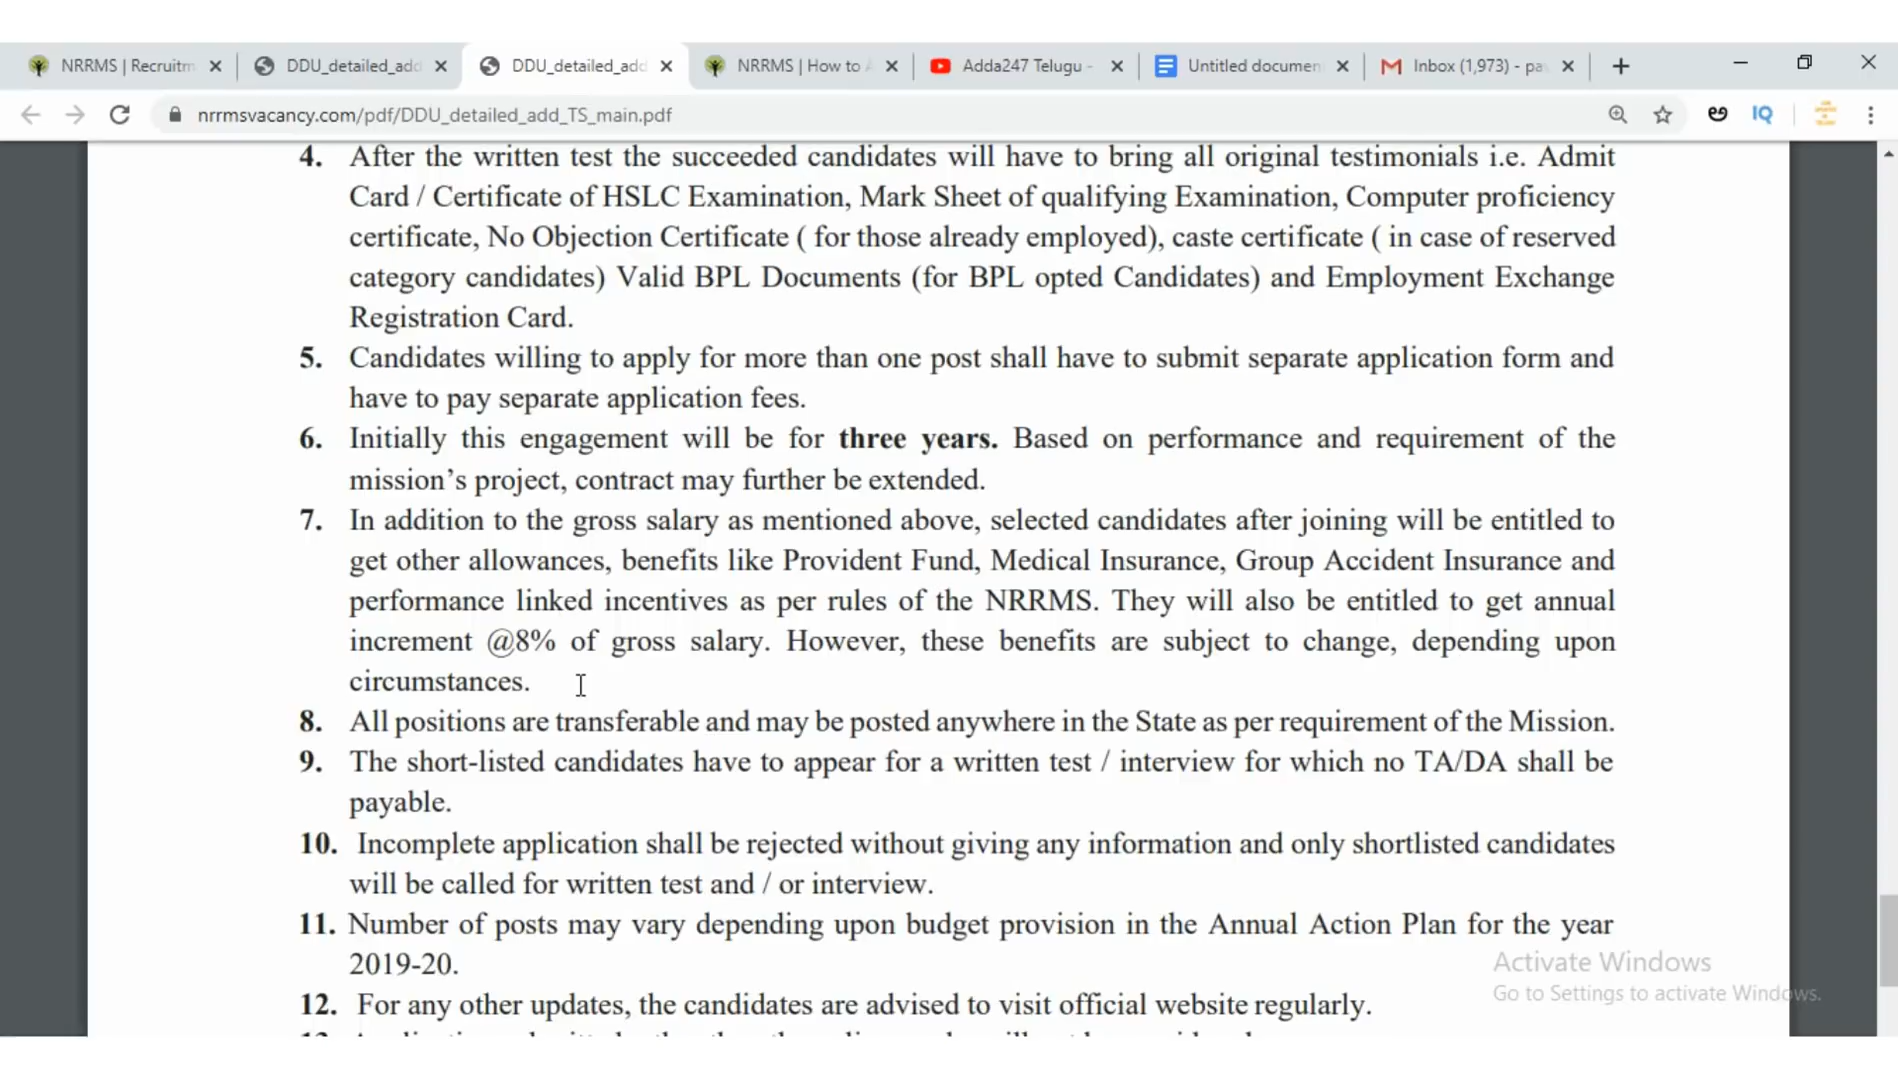 NRRMS | Recruitm
DDU_detailed_add
DDU_detailed_add
NRRMS | How to A
Adda247 Telugu -
Untitled documen
Inbox (1,973) - pa
nrrmsvacancy.com/pdf/DDU_detailed_add_TS_main.pdf
IQ
4. After the written test the succeeded candidates will have to bring all original testimonials i.e. Admit
Card / Certificate of HSLC Examination, Mark Sheet of qualifying Examination, Computer proficiency
certificate, No Objection Certificate ( for those already employed), caste certificate ( in case of reserved
category candidates) Valid BPL Documents (for BPL opted Candidates) and Employment Exchange
Registration Card.
5. Candidates willing to apply for more than one post shall have to submit separate application form and
have to pay separate application fees.
6. Initially this engagement will be for three years. Based on performance and requirement of the
mission's project, contract may further be extended.
7. In addition to the gross salary as mentioned above, selected candidates after joining will be entitled to
get other allowances, benefits like Provident Fund, Medical Insurance, Group Accident Insurance and
performance linked incentives as per rules of the NRRMS. They will also be entitled to get annual
increment @8% of gross salary. However, these benefits are subject to change, depending upon
circumstances.
8. All positions are transferable and may be posted anywhere in the State as per requirement of the Mission.
9. The short-listed candidates have to appear for a written test / interview for which no TA/DA shall be
payable.
10. Incomplete application shall be rejected without giving any information and only shortlisted candidates
will be called for written test and / or interview.
11. Number of posts may vary depending upon budget provision in the Annual Action Plan for the year
2019-20.
Activate Windows
Go to Settings to activate Windows.
12. For any other updates, the candidates are advised to visit official website regularly.